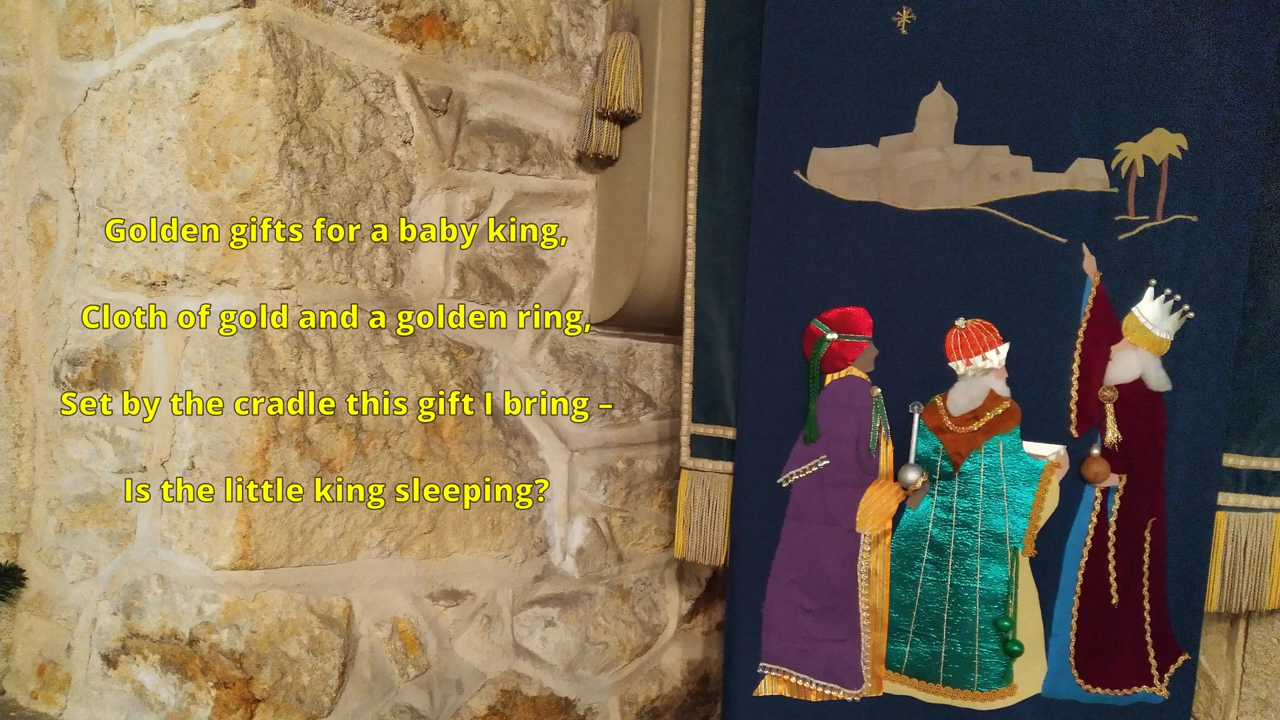 Golden gifts for a baby king,
Cloth of gold and a golden ring,
Set by the cradle this gift I bring –
Is the little king sleeping?